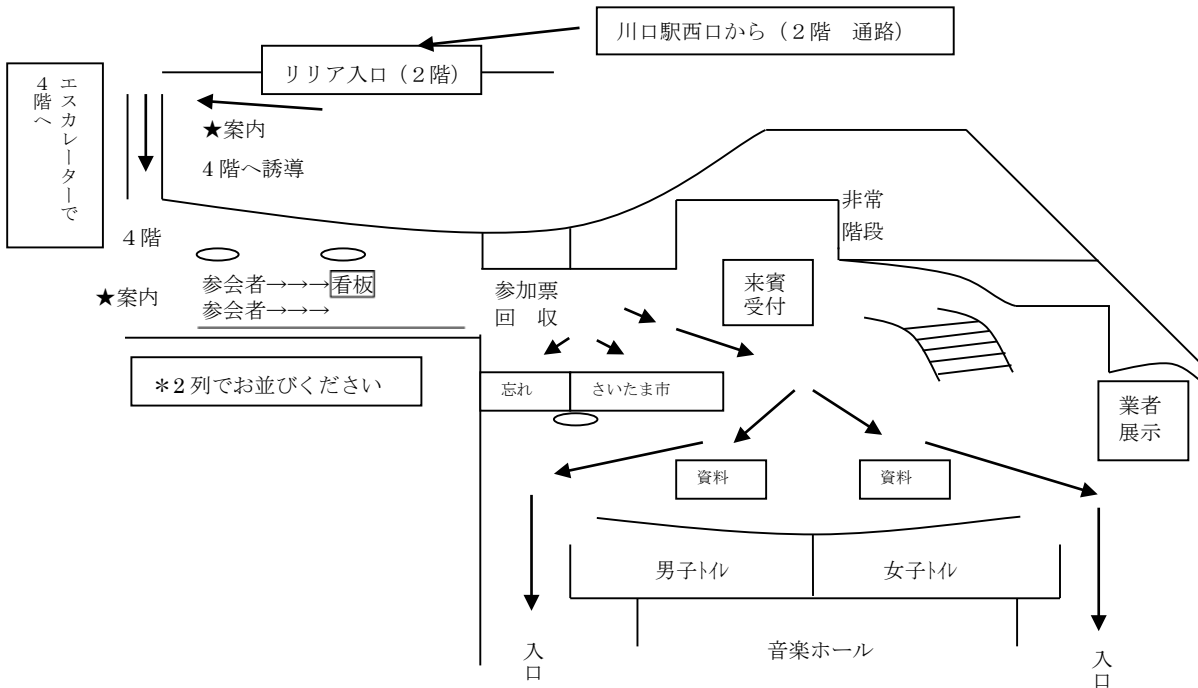 川口駅西口から（２階　通路）
リリア入口（２階）
エスカレーターで
４階へ
★案内
４階へ誘導
４階
★案内
参会者→→→看板
参会者→→→
＊２列でお並びください
参加票
回　収
来賓
受付
非常
階段
忘れ
さいたま市
業者
展示
資料
資料
男子ﾄｲﾚ
女子ﾄｲﾚ
入口
音楽ホール
入口